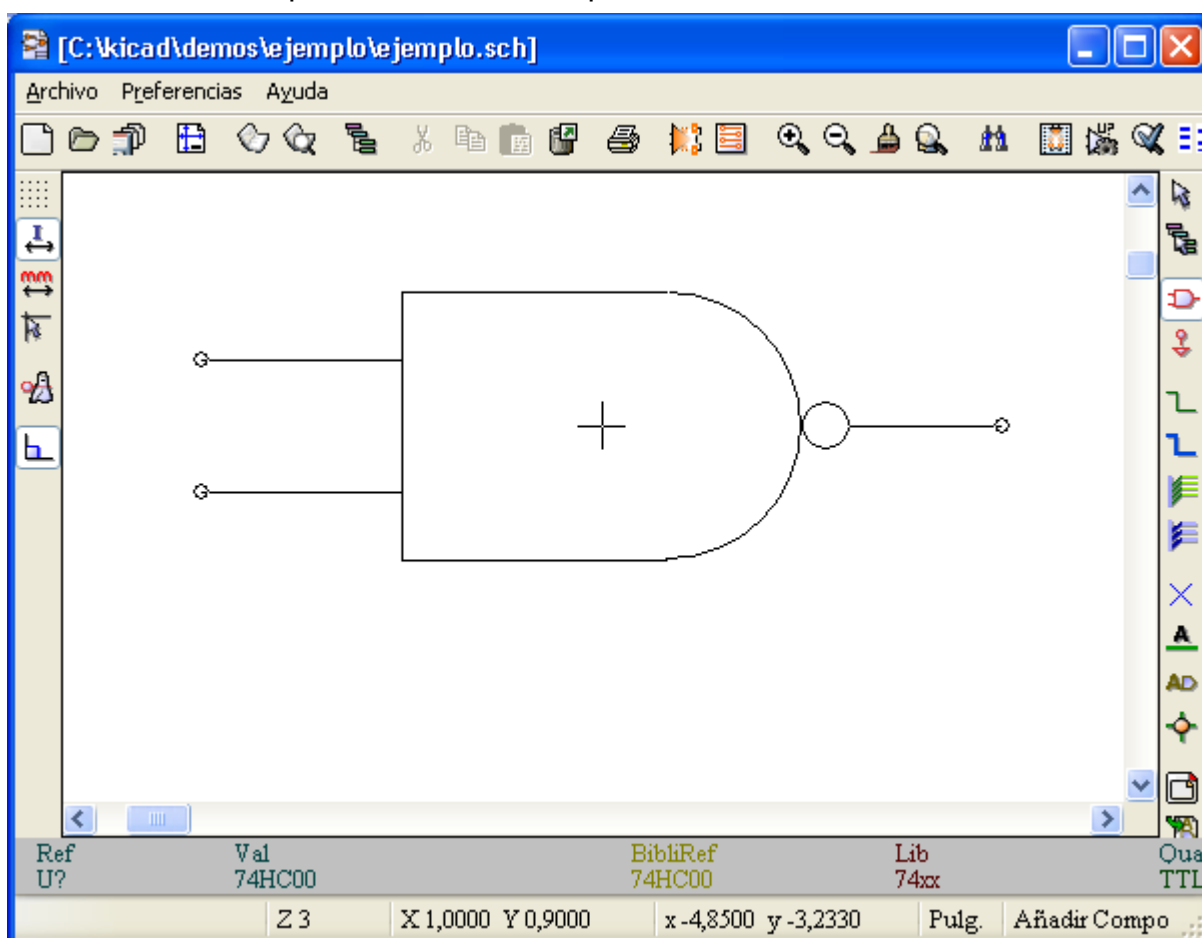 [C:\kicad\demos\ejemplo\ejemplo.sch]
Archivo Preferencias Ayuda
Ref Val BibliRef Lib Qua
U? 74HC00 74HC00 74xx TTL
Z 3 X 1,0000 Y 0,9000 x -4,8500 y -3,2330 Pulg. Añadir Compo